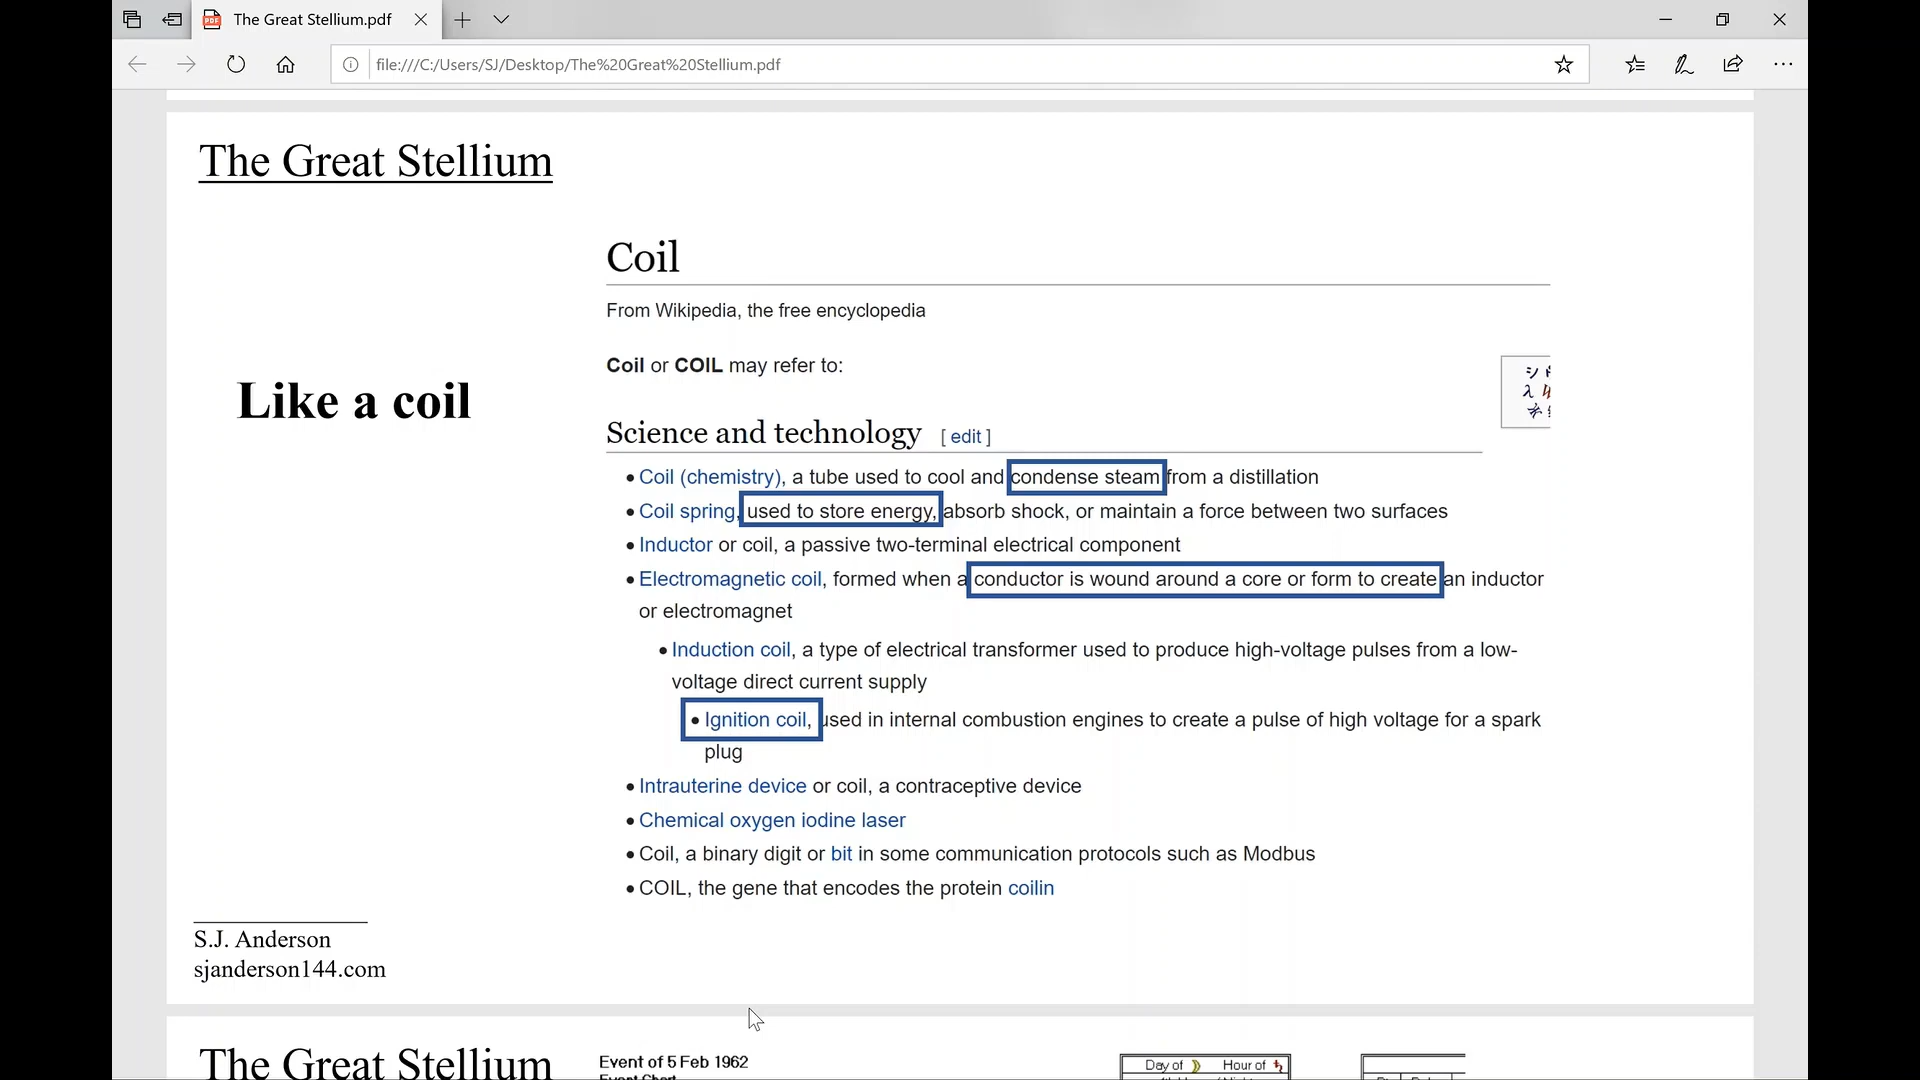 The Great Stellium.pdf
file:///C:/Users/SJ/Desktop/The%20Great%20Stellium.pdf
The Great Stellium
Coil
From Wikipedia, the free encyclopedia
Coil or COIL may refer to:
Like a coil
Science and technology [ edit ]
• Coil (chemistry), a tube used to cool and condense steam from a distillation
• Coil spring, used to store energy, absorb shock, or maintain a force between two surfaces
• Inductor or coil, a passive two-terminal electrical component
• Electromagnetic coil, formed when a conductor is wound around a core or form to create an inductor
or electromagnet
• Induction coil, a type of electrical transformer used to produce high-voltage pulses from a low-
voltage direct current supply
• Ignition coil, used in internal combustion engines to create a pulse of high voltage for a spark
plug
• Intrauterine device or coil, a contraceptive device
• Chemical oxygen iodine laser
• Coil, a binary digit or bit in some communication protocols such as Modbus
• COIL, the gene that encodes the protein coilin
S.J. Anderson
sjanderson144.com
The Great Stellium
Event of 5 Feb 1962
Event Chart
Day of ☽ Hour of ♄